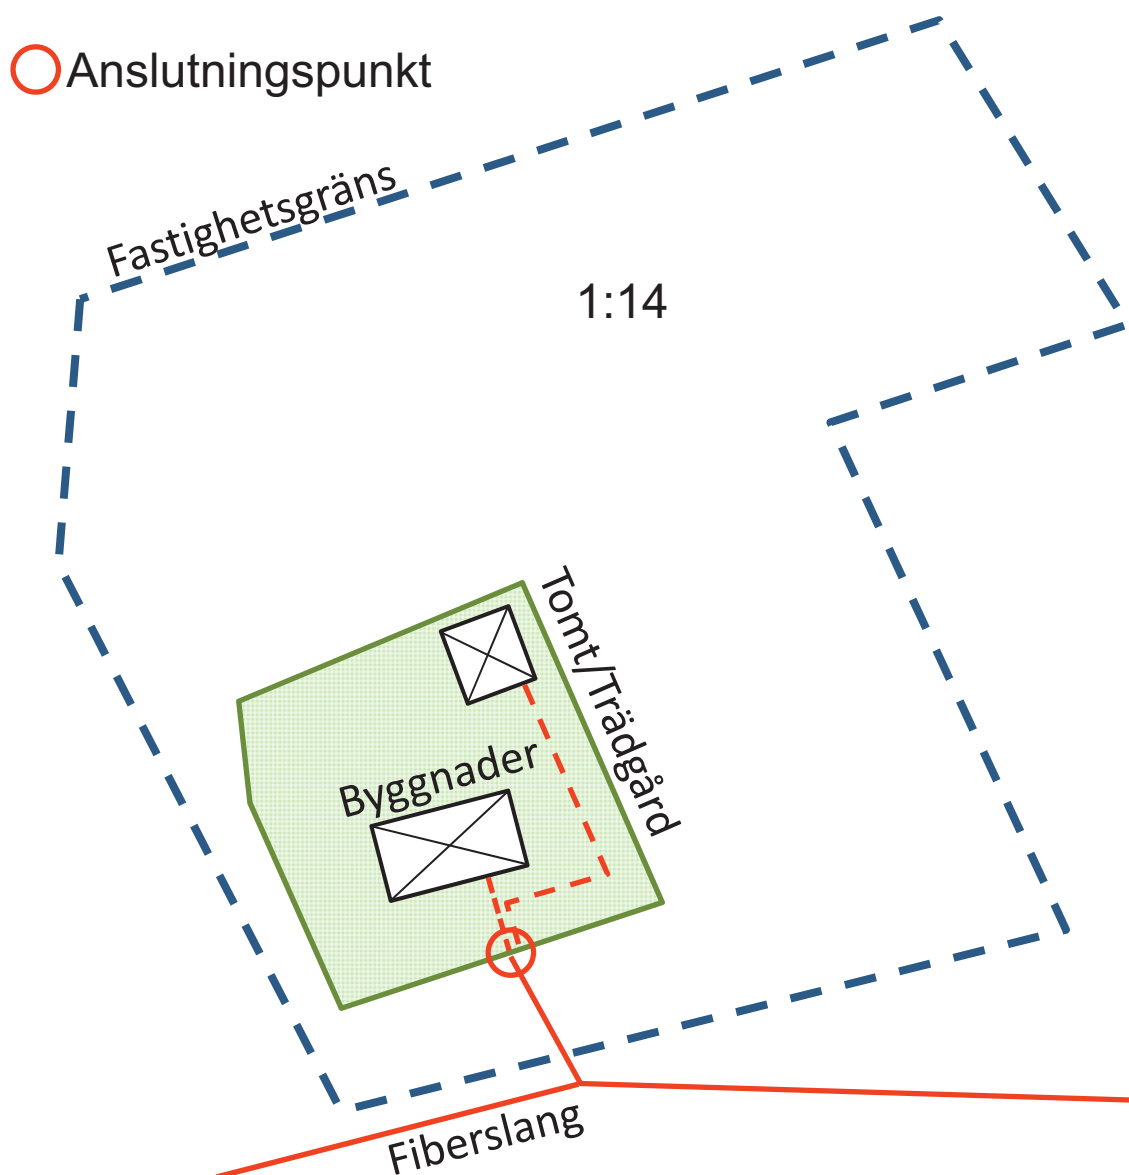 Anslutningspunkt
Fastighetsgräns
1:14
Tomt/Trädgård
Byggnader
Fiberslang